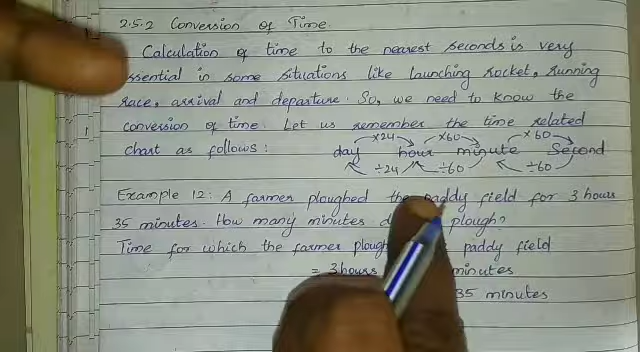 2.5.2 Conversion of Time
Calculation of time to the nearest seconds is very
ssential in some situations like launching rocket, running
race, arrival and departure. So, we need to know the
conversion of time. Let us remember the time related
×24 ×60 ×60
chart as follows: day hour minute Second
÷24 ÷60 ÷60
Example 12: A farmer ploughed the paddy field for 3 hours
35 minutes. How many minutes d plough?
Time for which the farmer plough paddy field
= 3 hours minutes
35 minutes